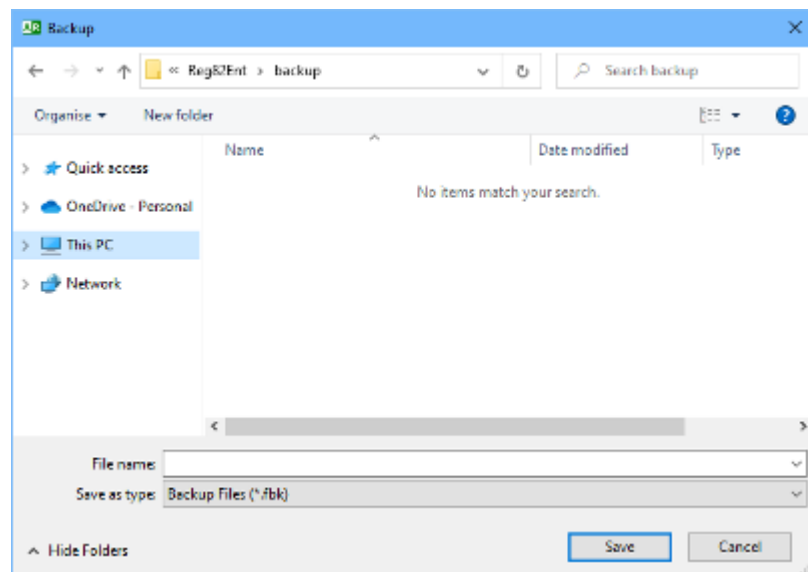 Backup
« Reg82Ent › backup
Search backup
Organise
New folder
Name
Date modified
Type
No items match your search.
Quick access
OneDrive - Personal
This PC
Network
File name:
Save as type: Backup Files (*.fbk)
Hide Folders
Save
Cancel